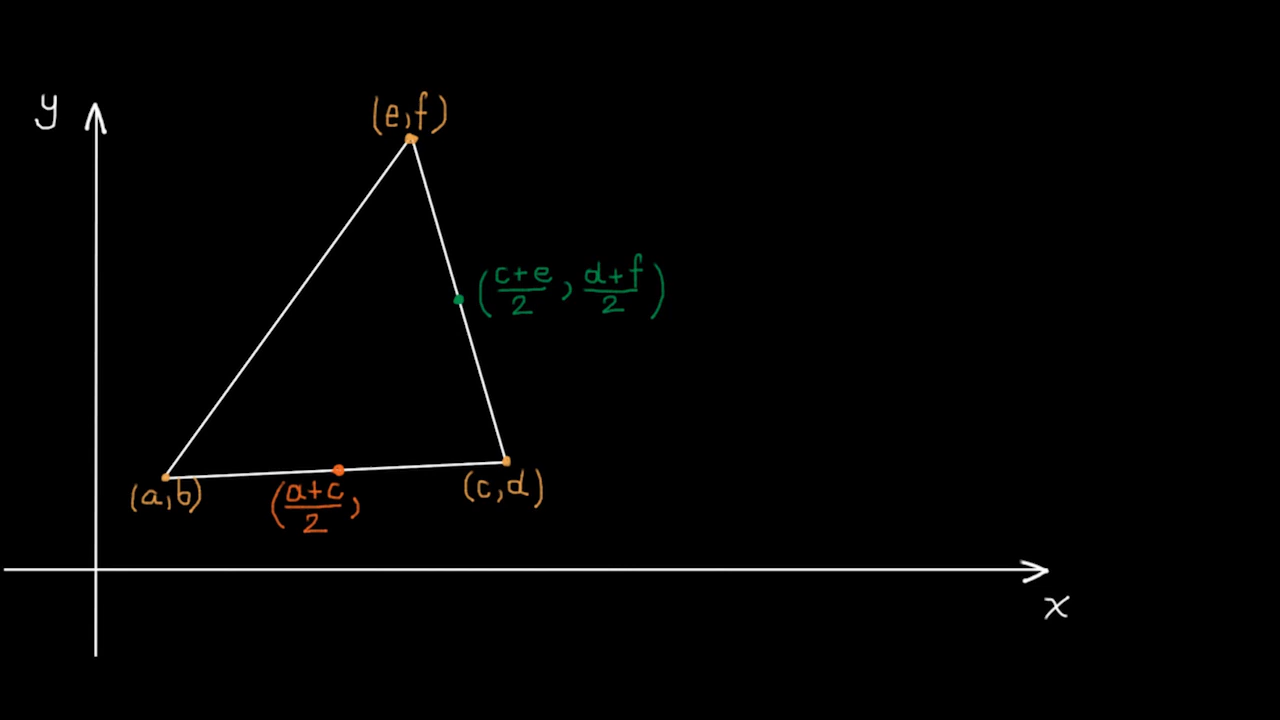 y
(e,f)
(c+e/2, d+f/2)
(a,b)
(a+c/2,
(c,d)
x